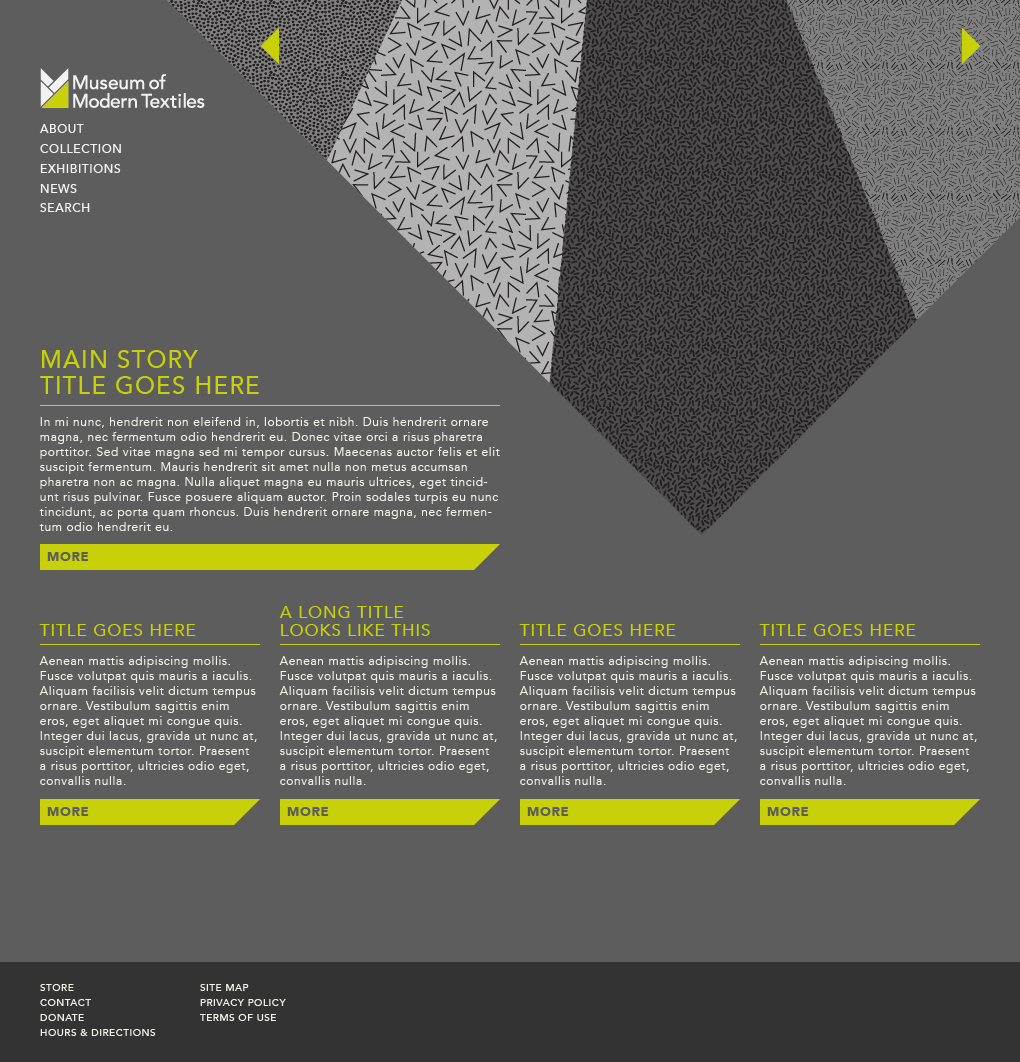 Museum of
Modern Textiles
ABOUT
COLLECTION
EXHIBITIONS
NEWS
SEARCH
MAIN STORY
TITLE GOES HERE
In mi nunc, hendrerit non eleifend in, lobortis et nibh. Duis hendrerit ornare
magna, nec fermentum odio hendrerit eu. Donec vitae orci a risus pharetra
porttitor. Sed vitae magna sed mi tempor cursus. Maecenas auctor felis et elit
suscipit fermentum. Mauris hendrerit sit amet nulla non metus accumsan
pharetra non ac magna. Nulla aliquet magna eu mauris ultrices, eget tincid-
unt risus pulvinar. Fusce posuere aliquam auctor. Proin sodales turpis eu nunc
tincidunt, ac porta quam rhoncus. Duis hendrerit ornare magna, nec fermen-
tum odio hendrerit eu.
MORE
TITLE GOES HERE
Aenean mattis adipiscing mollis.
Fusce volutpat quis mauris a iaculis.
Aliquam facilisis velit dictum tempus
ornare. Vestibulum sagittis enim
eros, eget aliquet mi congue quis.
Integer dui lacus, gravida ut nunc at,
suscipit elementum tortor. Praesent
a risus porttitor, ultricies odio eget,
convallis nulla.
MORE
A LONG TITLE
LOOKS LIKE THIS
Aenean mattis adipiscing mollis.
Fusce volutpat quis mauris a iaculis.
Aliquam facilisis velit dictum tempus
ornare. Vestibulum sagittis enim
eros, eget aliquet mi congue quis.
Integer dui lacus, gravida ut nunc at,
suscipit elementum tortor. Praesent
a risus porttitor, ultricies odio eget,
convallis nulla.
MORE
TITLE GOES HERE
Aenean mattis adipiscing mollis.
Fusce volutpat quis mauris a iaculis.
Aliquam facilisis velit dictum tempus
ornare. Vestibulum sagittis enim
eros, eget aliquet mi congue quis.
Integer dui lacus, gravida ut nunc at,
suscipit elementum tortor. Praesent
a risus porttitor, ultricies odio eget,
convallis nulla.
MORE
TITLE GOES HERE
Aenean mattis adipiscing mollis.
Fusce volutpat quis mauris a iaculis.
Aliquam facilisis velit dictum tempus
ornare. Vestibulum sagittis enim
eros, eget aliquet mi congue quis.
Integer dui lacus, gravida ut nunc at,
suscipit elementum tortor. Praesent
a risus porttitor, ultricies odio eget,
convallis nulla.
MORE
STORE
CONTACT
DONATE
HOURS & DIRECTIONS
SITE MAP
PRIVACY POLICY
TERMS OF USE